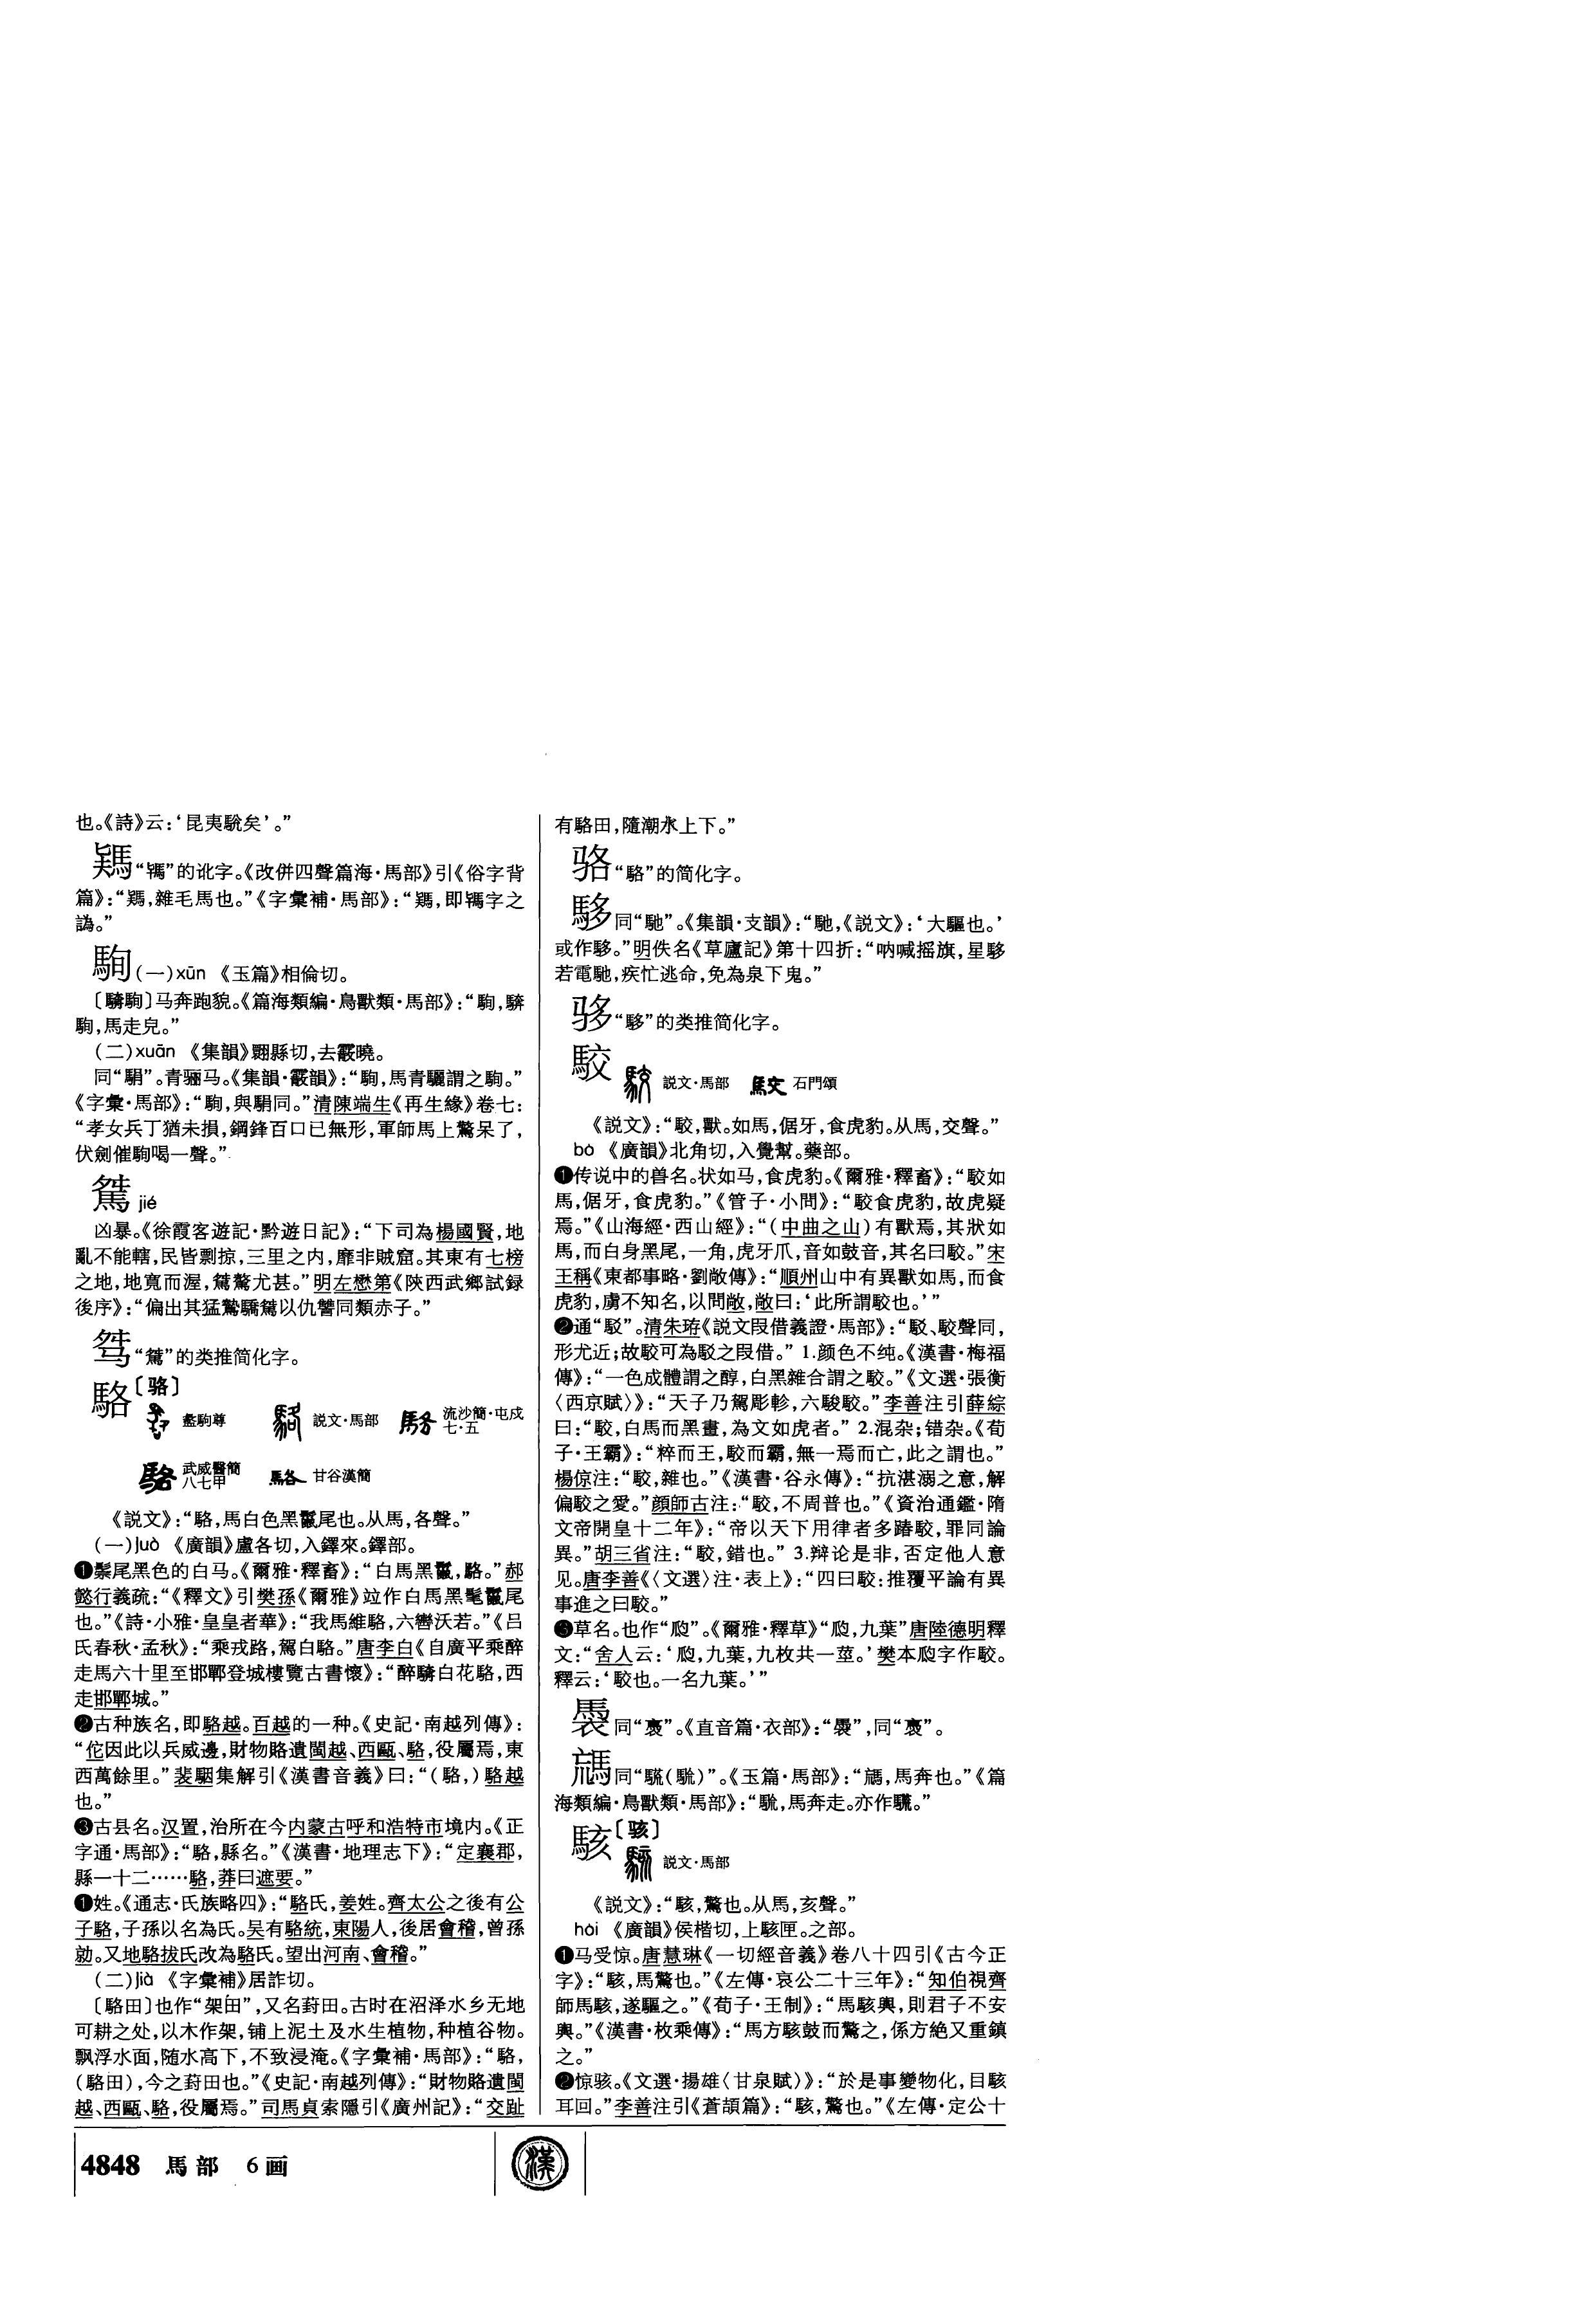 也。《詩》云：‘昆夷駾矣’。”
“䮝”的讹字。《改併四聲篇海·馬部》引《俗字背
篇》：“，雜毛馬也。”《字彙補·馬部》：“，即字之
譌。”
駨(一)xūn 《玉篇》相倫切。
〔駨〕马奔跑貌。《篇海類編·鳥獸類·馬部》：“駨，
駨，馬走皃。”
(二)xuān 《集韻》翾縣切，去霰曉。
同“駽”。青骊马。《集韻·霰韻》：“駨，馬青驪謂之駨。”
《字彙·馬部》：“駨，與駽同。”清陳端生《再生緣》卷七：
“孝女兵丁猶未損，鋼鋒百口已無形，軍師馬上驚呆了，
伏劍催駨喝一聲。”
jié
凶暴。《徐霞客遊記·黔遊日記》：“下司為楊國賢，地
亂不能轄，民皆剽掠，三里之内，靡非贼窟。其東有七榜
之地，地寬而渥，驁尤甚。”明左懋第《陝西武鄉試録
後序》：“偏出其猛鷙驕以仇讐同類赤子。”
“”的类推简化字。
駱〔骆〕
盠駒尊 説文·馬部 流沙簡·屯戍
七·五
武威醫簡
八七甲 甘谷漢簡
《説文》：“駱，馬白色黑鬣尾也。从馬，各聲。”
(一)luò 《廣韻》盧各切，入鐸來。鐸部。
❶鬃尾黑色的白马。《爾雅·釋畜》：“白馬黑鬣，駱。”郝
懿行義疏：“《釋文》引樊孫《爾雅》竝作白馬黑髦鬣尾
也。”《詩·小雅·皇皇者華》：“我馬維駱，六轡沃若。”《吕
氏春秋·孟秋》：“乘戎路，駕白駱。”唐李白《自廣平乘醉
走馬六十里至邯鄲登城樓覽古書懷》：“醉騎白花駱，西
走邯鄲城。”
❷古种族名，即駱越。百越的一种。《史記·南越列傳》：
“佗因此以兵威邊，財物賂遺閩越、西甌、駱，役屬焉，東
西萬餘里。”裴駰集解引《漢書音義》曰：“(駱，)駱越
也。”
❸古县名。汉置，治所在今内蒙古呼和浩特市境内。《正
字通·馬部》：“駱，縣名。”《漢書·地理志下》：“定襄郡，
縣一十二……駱，莽曰遮要。”
❶姓。《通志·氏族略四》：“駱氏，姜姓。齊太公之後有公
子駱，子孫以名為氏。吴有駱統，東陽人，後居會稽，曾孫
勍。又地駱拔氏改為駱氏。望出河南、會稽。”
(二)jià 《字彙補》居詐切。
〔駱田〕也作“架田”，又名葑田。古时在沼泽水乡无地
可耕之处，以木作架，铺上泥土及水生植物，种植谷物。
飘浮水面，随水高下，不致浸淹。《字彙補·馬部》：“駱，
(駱田)，今之葑田也。”《史記·南越列傳》：“財物賂遺閩
越、西甌、駱，役屬焉。”司馬貞索隱引《廣州記》：“交趾
有駱田，隨潮水上下。”
骆“駱”的简化字。
同“馳”。《集韻·支韻》：“馳，《説文》：‘大驅也。’
或作䮈。”明佚名《草廬記》第十四折：“呐喊摇旗，星䮈
若電馳，疾忙逃命，免為泉下鬼。”
“䮈”的类推简化字。
駮
説文·馬部 石門頌
《説文》：“駮，獸。如馬，倨牙，食虎豹。从馬，交聲。”
bó 《廣韻》北角切，入覺幫。藥部。
❶传说中的兽名。状如马，食虎豹。《爾雅·釋畜》：“駮如
馬，倨牙，食虎豹。”《管子·小問》：“駮食虎豹，故虎疑
焉。”《山海經·西山經》：“(中曲之山)有獸焉，其狀如
馬，而白身黑尾，一角，虎牙爪，音如鼓音，其名曰駮。”宋
王稱《東都事略·劉敞傳》：“順州山中有異獸如馬，而食
虎豹，虜不知名，以問敞，敞曰：‘此所謂駮也。’”
❷通“駁”。清朱珔《説文叚借義證·馬部》：“駁、駮聲同，
形尤近；故駮可為駁之叚借。” 1.颜色不纯。《漢書·梅福
傳》：“一色成體謂之醇，白黑雜合謂之駮。”《文選·張衡
〈西京賦〉》：“天子乃駕彫軫，六駿駮。”李善注引薛綜
曰：“駮，白馬而黑畫，為文如虎者。” 2.混杂；错杂。《荀
子·王霸》：“粹而王，駮而霸，無一焉而亡，此之謂也。”
楊倞注：“駮，雜也。”《漢書·谷永傳》：“抗湛溺之意，解
偏駮之愛。”顔師古注：“駮，不周普也。”《資治通鑑·隋
文帝開皇十二年》：“帝以天下用律者多踳駮，罪同論
異。”胡三省注：“駮，錯也。” 3.辩论是非，否定他人意
见。唐李善《〈文選〉注·表上》：“四曰駮：推覆平論有異
事進之曰駮。”
❸草名。也作“瓝”。《爾雅·釋草》“瓝，九葉”唐陸德明釋
文：“舍人云：‘瓝，九葉，九枚共一莖。’樊本瓝字作駮。
釋云：‘駮也。一名九葉。’”
同“裛”。《直音篇·衣部》：“”，同“裛”。
同“駹(駹)”。《玉篇·馬部》：“，馬奔也。”《篇
海類編·鳥獸類·馬部》：“，馬奔走。亦作。”
駭〔骇〕
説文·馬部
《説文》：“駭，驚也。从馬，亥聲。”
hài 《廣韻》侯楷切，上駭匣。之部。
❶马受惊。唐慧琳《一切經音義》卷八十四引《古今正
字》：“駭，馬驚也。”《左傳·哀公二十三年》：“知伯視齊
師馬駭，遂驅之。”《荀子·王制》：“馬駭輿，則君子不安
輿。”《漢書·枚乘傳》：“馬方駭鼓而驚之，係方絶又重鎮
之。”
❷惊骇。《文選·揚雄〈甘泉賦〉》：“於是事變物化，目駭
耳回。”李善注引《蒼頡篇》：“駭，驚也。”《左傳·定公十
4848 馬部 6画
漢